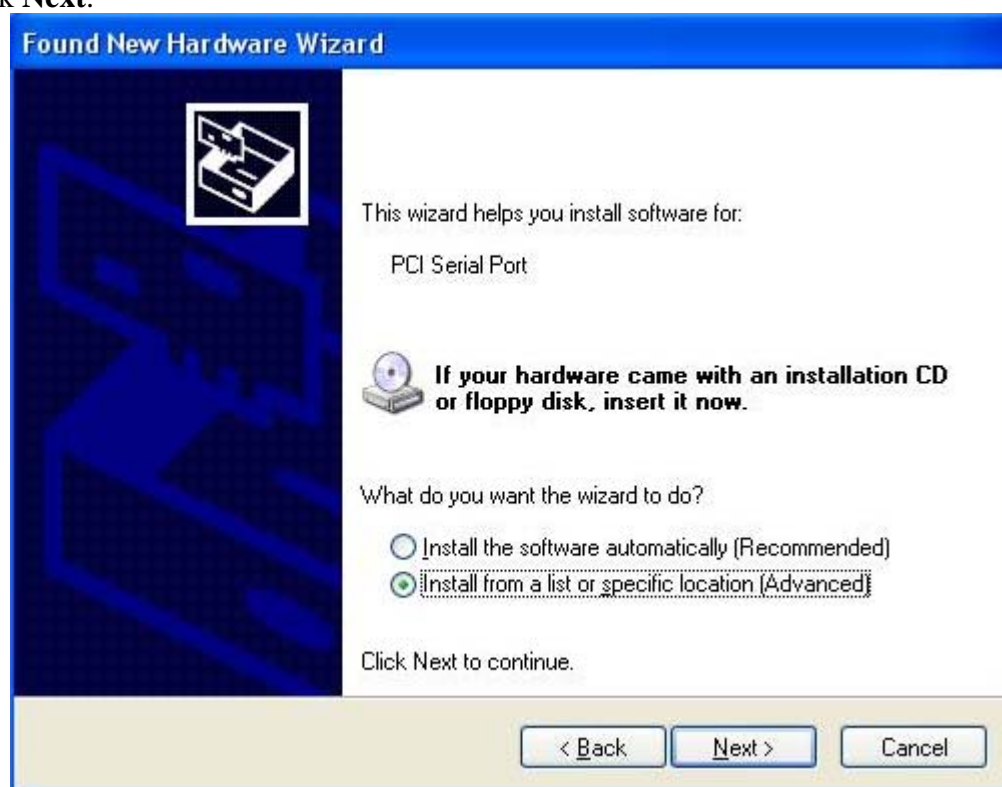 k Next.
Found New Hardware Wizard
This wizard helps you install software for:
PCI Serial Port
If your hardware came with an installation CD
or floppy disk, insert it now.
What do you want the wizard to do?
Install the software automatically (Recommended)
Install from a list or specific location (Advanced)
Click Next to continue.
< Back Next > Cancel